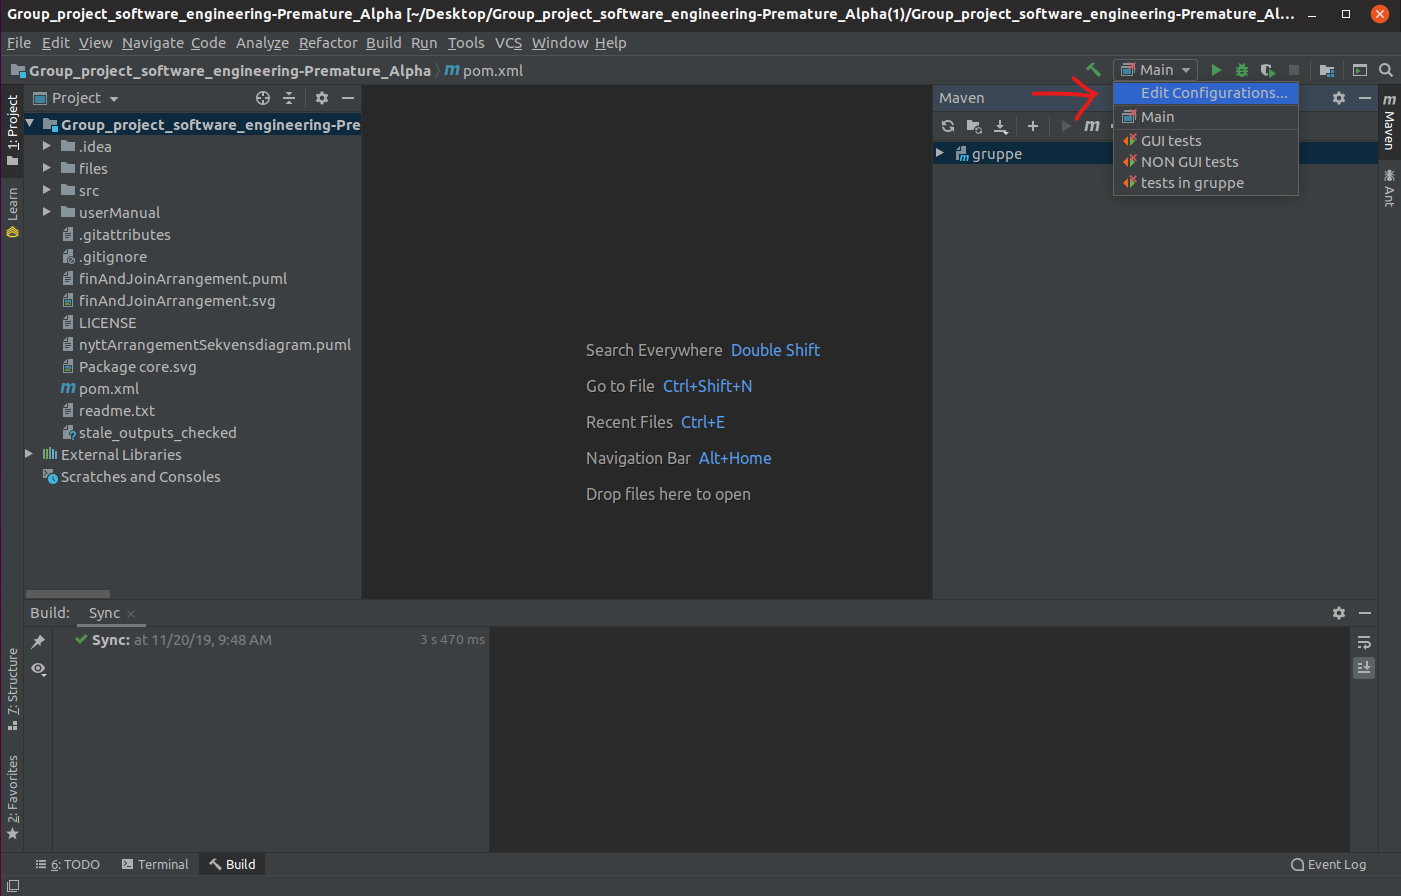 Group_project_software_engineering-Premature_Alpha [~/Desktop/Group_project_software_engineering-Premature_Alpha(1)/Group_project_software_engineering-Premature_Al...
File Edit View Navigate Code Analyze Refactor Build Run Tools VCS Window Help
Group_project_software_engineering-Premature_Alpha m pom.xml
Main
Edit Configurations...
Main
GUI tests
NON GUI tests
tests in gruppe
1: Project
Learn
7: Structure
2: Favorites
Project
Group_project_software_engineering-Pre
.idea
files
src
userManual
.gitattributes
.gitignore
finAndJoinArrangement.puml
finAndJoinArrangement.svg
LICENSE
nyttArrangementSekvensdiagram.puml
Package core.svg
m pom.xml
readme.txt
stale_outputs_checked
External Libraries
Scratches and Consoles
Search Everywhere Double Shift
Go to File Ctrl+Shift+N
Recent Files Ctrl+E
Navigation Bar Alt+Home
Drop files here to open
Maven
m
gruppe
m Maven
Ant
Build: Sync
Sync: at 11/20/19, 9:48 AM 3 s 470 ms
6: TODO Terminal Build Event Log